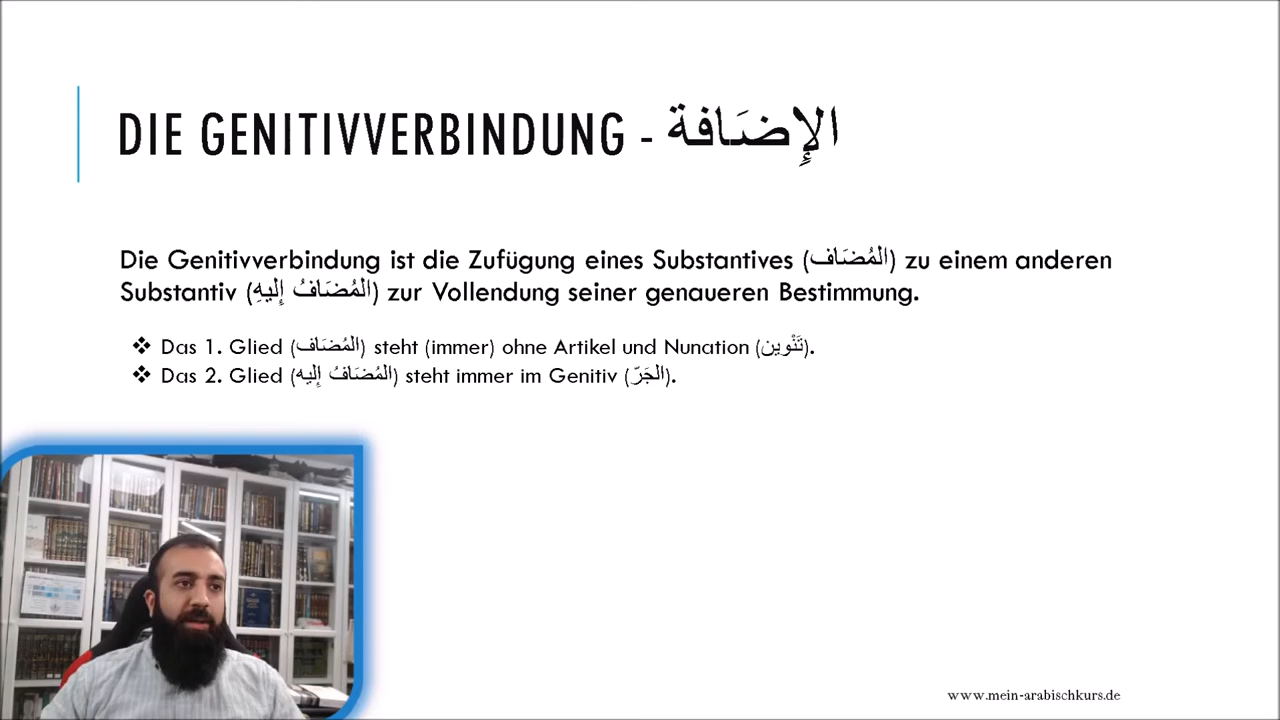 DIE GENITIVVERBINDUNG - الإِضَافة
Die Genitivverbindung ist die Zufügung eines Substantives (المُضَاف) zu einem anderen
Substantiv (المُضَافُ إِليهِ) zur Vollendung seiner genaueren Bestimmung.
❖ Das 1. Glied (المُضَاف) steht (immer) ohne Artikel und Nunation (تَنْوين).
❖ Das 2. Glied (المُضَافُ إِليه) steht immer im Genitiv (الجَرّ).
www.mein-arabischkurs.de